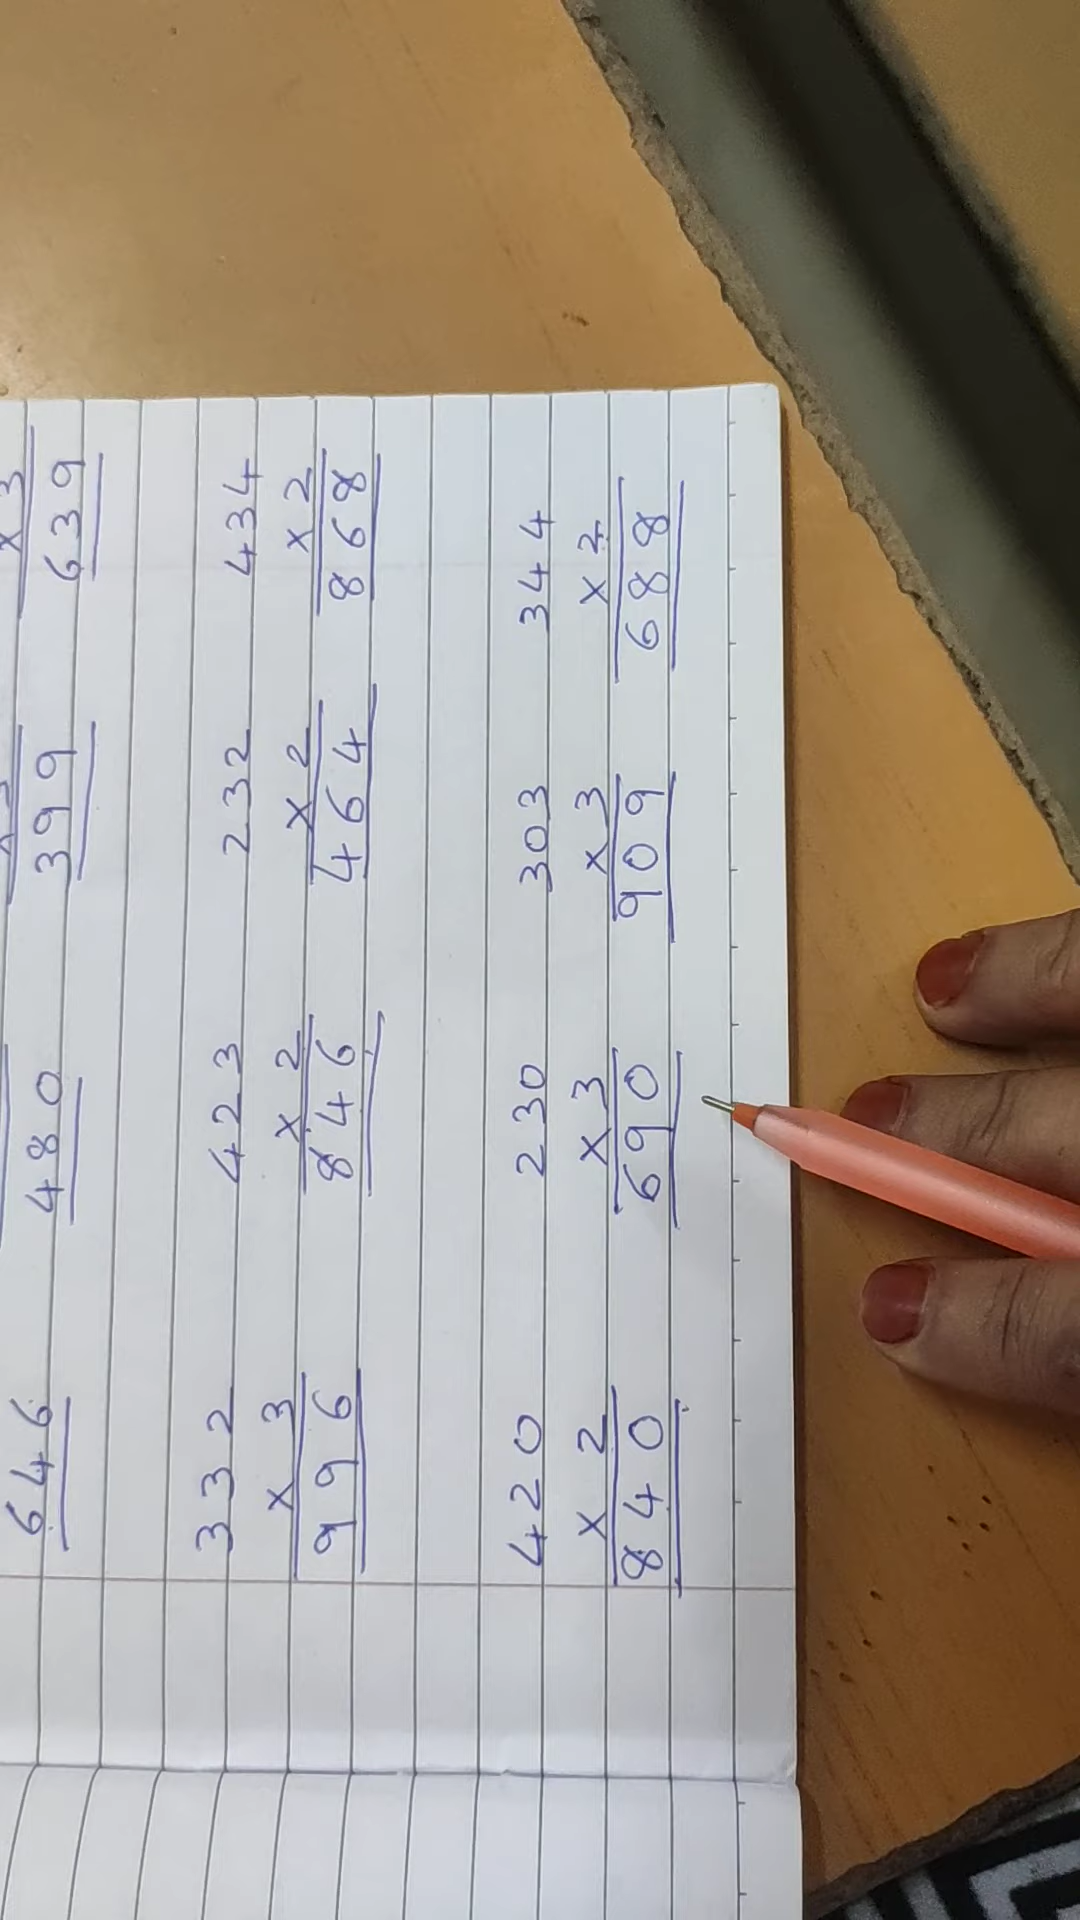 × 3
646 480 399 639
332 423 232 434
× 3 × 2 × 2 × 2
996 846 464 868
420 230 303 344
× 2 × 3 × 3 × 2
840 690 909 688